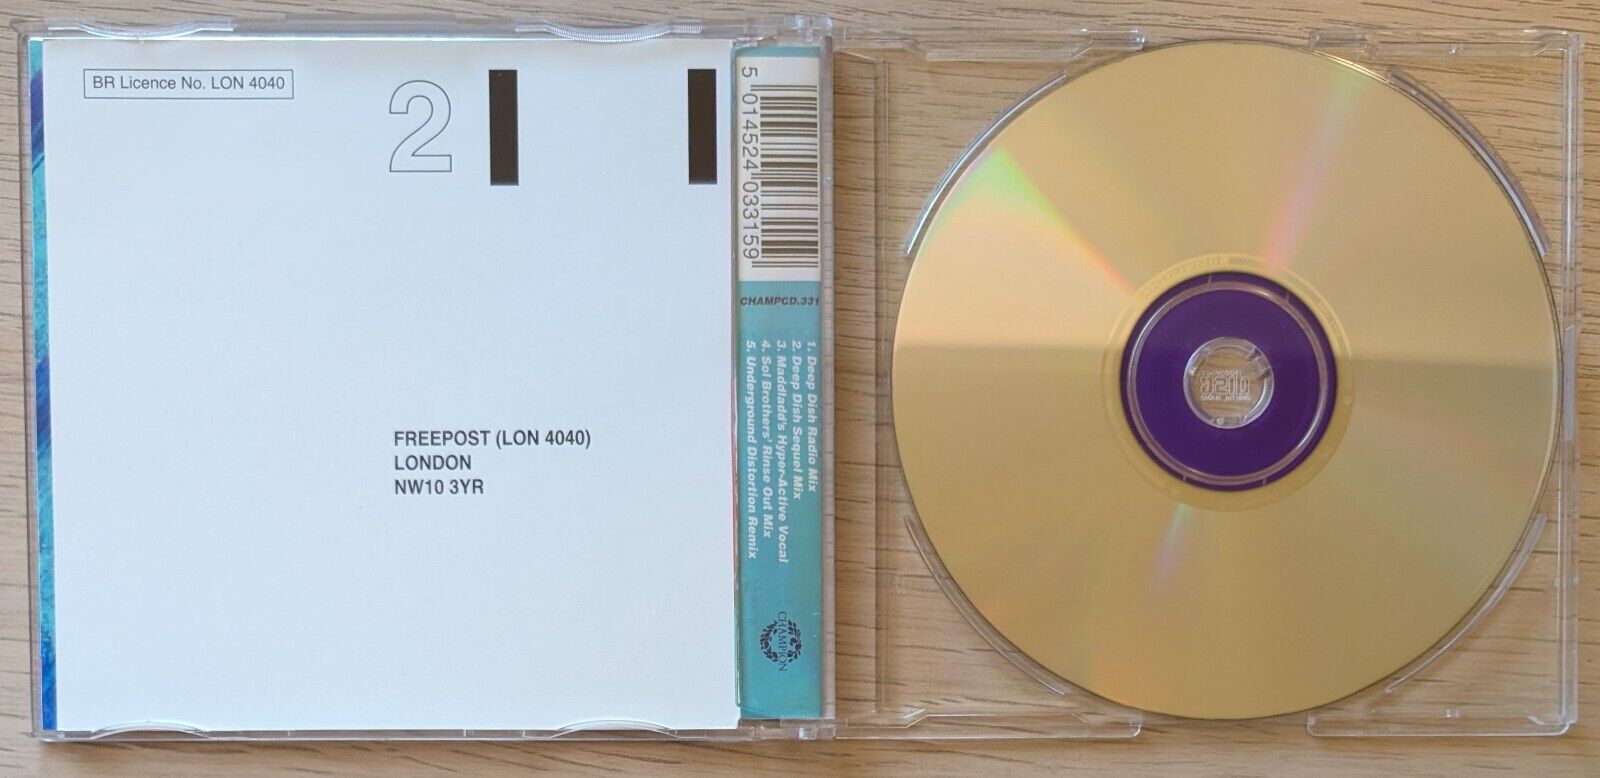 BR Licence No. LON 4040
2
FREEPOST (LON 4040)
LONDON
NW10 3YR
5 014524 033159
CHAMPCD.331
1. Deep Dish Radio Mix
2. Deep Dish Sequel Mix
3. Maddladd's Hyper-Active Vocal
4. Sol Brothers' Rinse Out Mix
5. Underground Distortion Remix
CHAMPION